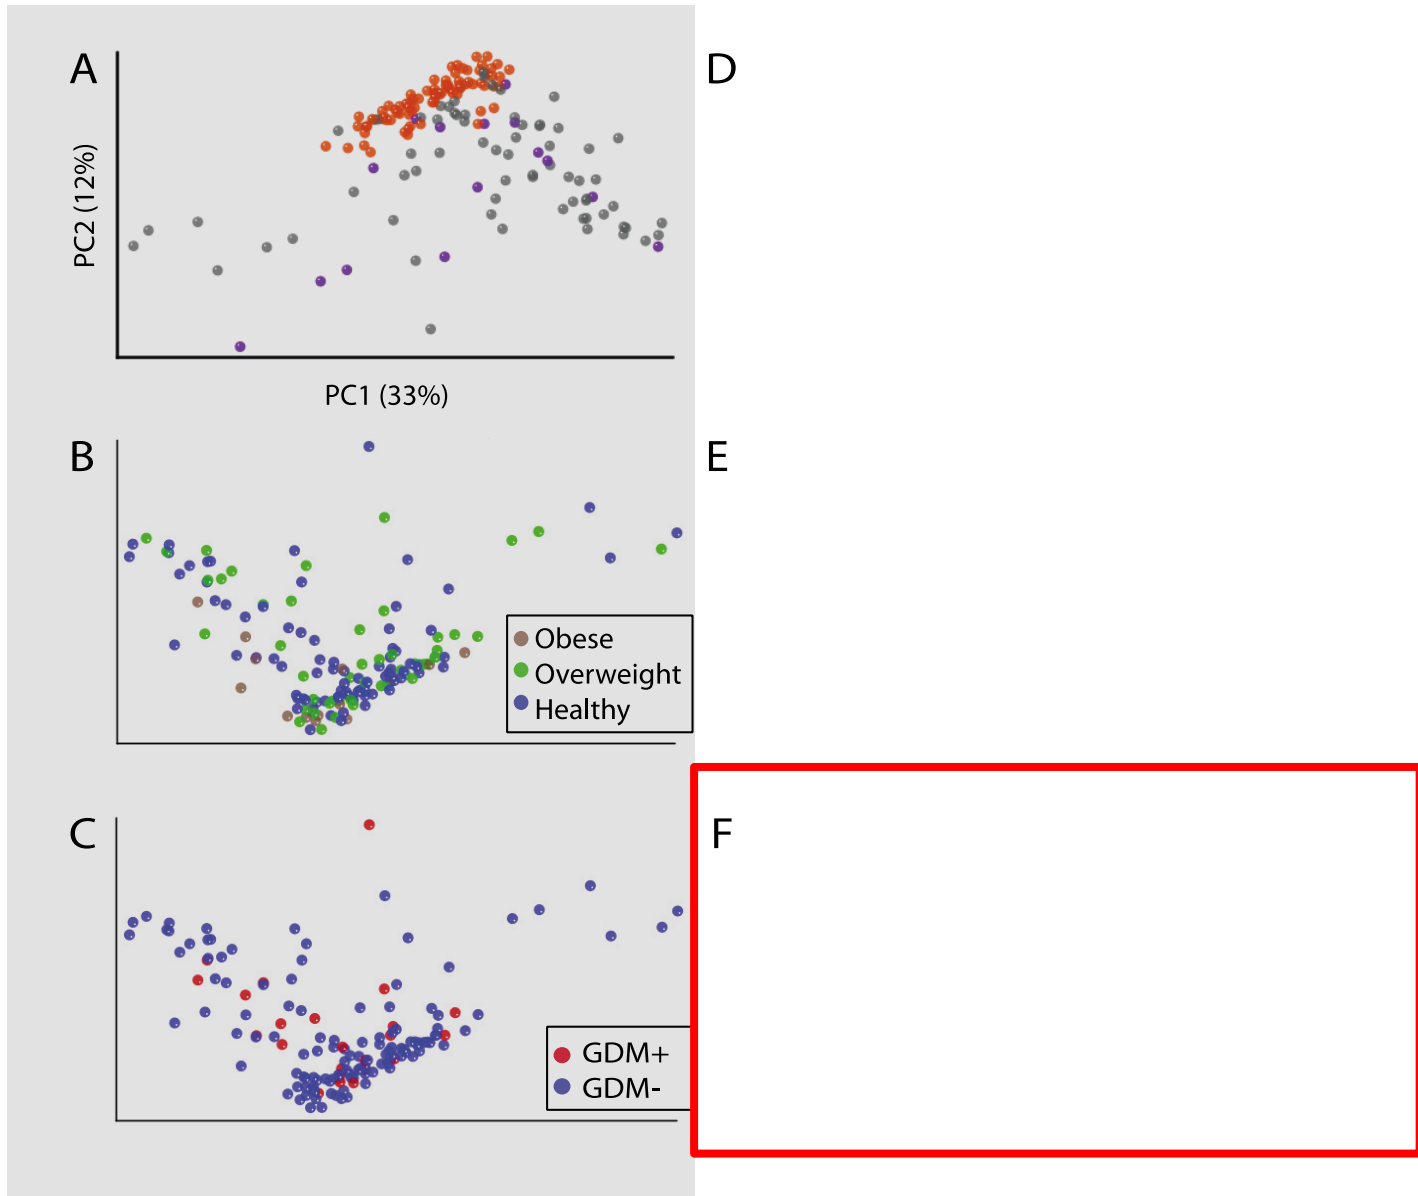 A
D
PC2 (12%)
PC1 (33%)
B
E
Obese
Overweight
Healthy
C
F
GDM+
GDM-